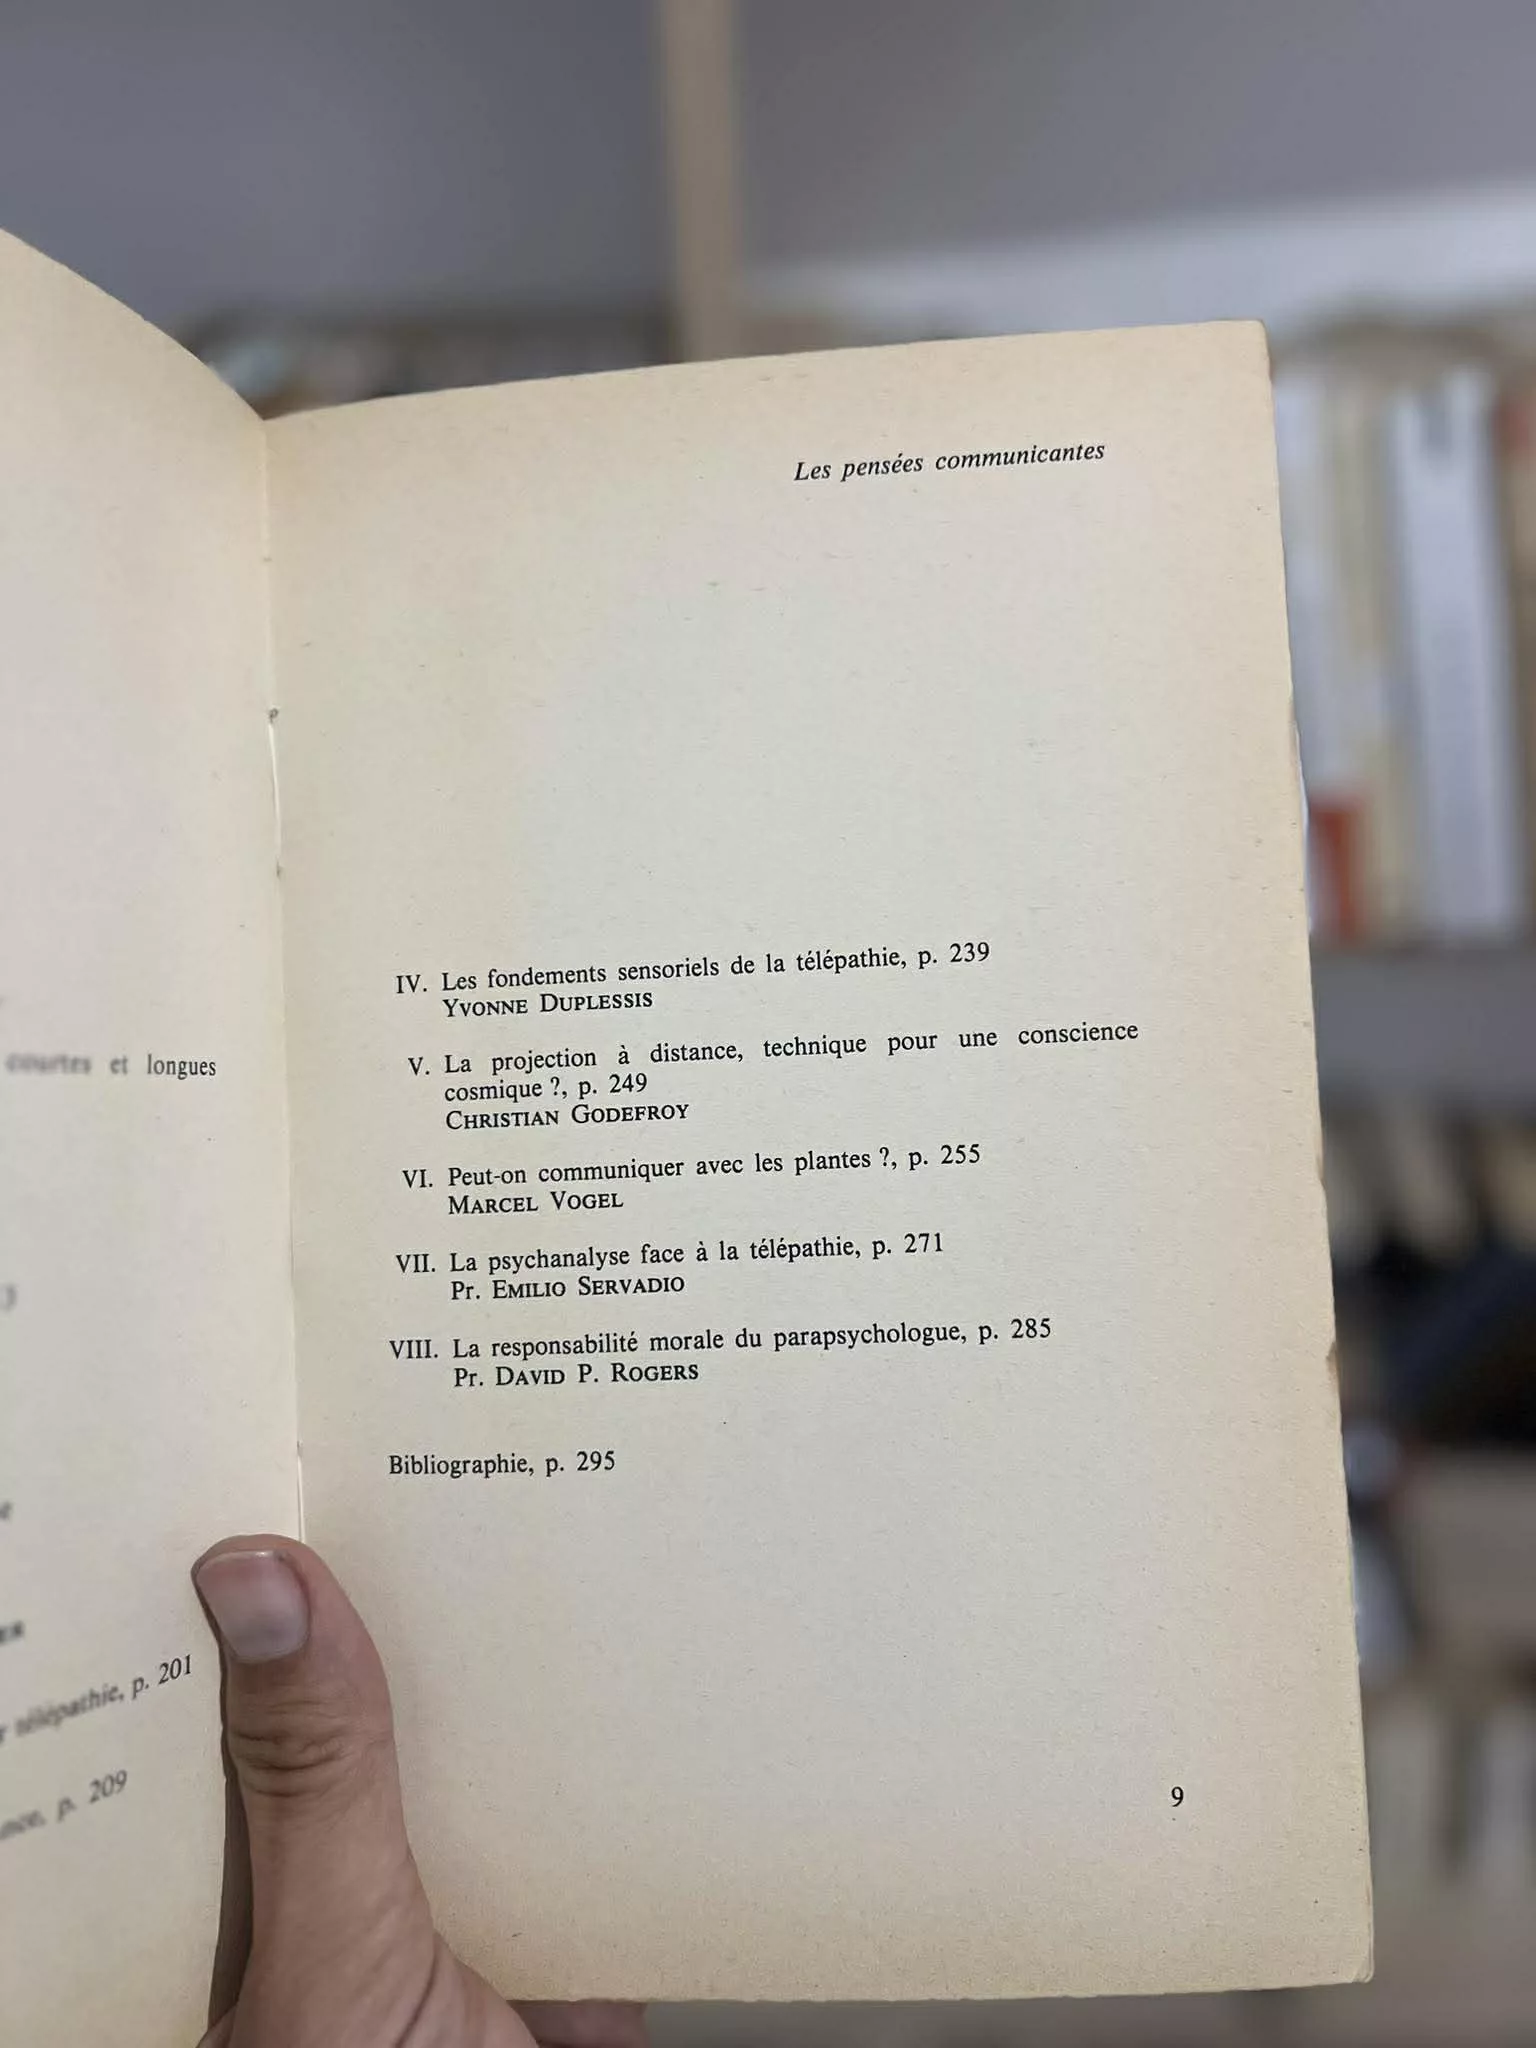 courtes et longues
télépathie, p. 201
p. 209
Les pensées communicantes
IV. Les fondements sensoriels de la télépathie, p. 239
YVONNE DUPLESSIS
V. La projection à distance, technique pour une conscience
cosmique ?, p. 249
CHRISTIAN GODEFROY
VI. Peut-on communiquer avec les plantes ?, p. 255
MARCEL VOGEL
VII. La psychanalyse face à la télépathie, p. 271
Pr. EMILIO SERVADIO
VIII. La responsabilité morale du parapsychologue, p. 285
Pr. DAVID P. ROGERS
Bibliographie, p. 295
9